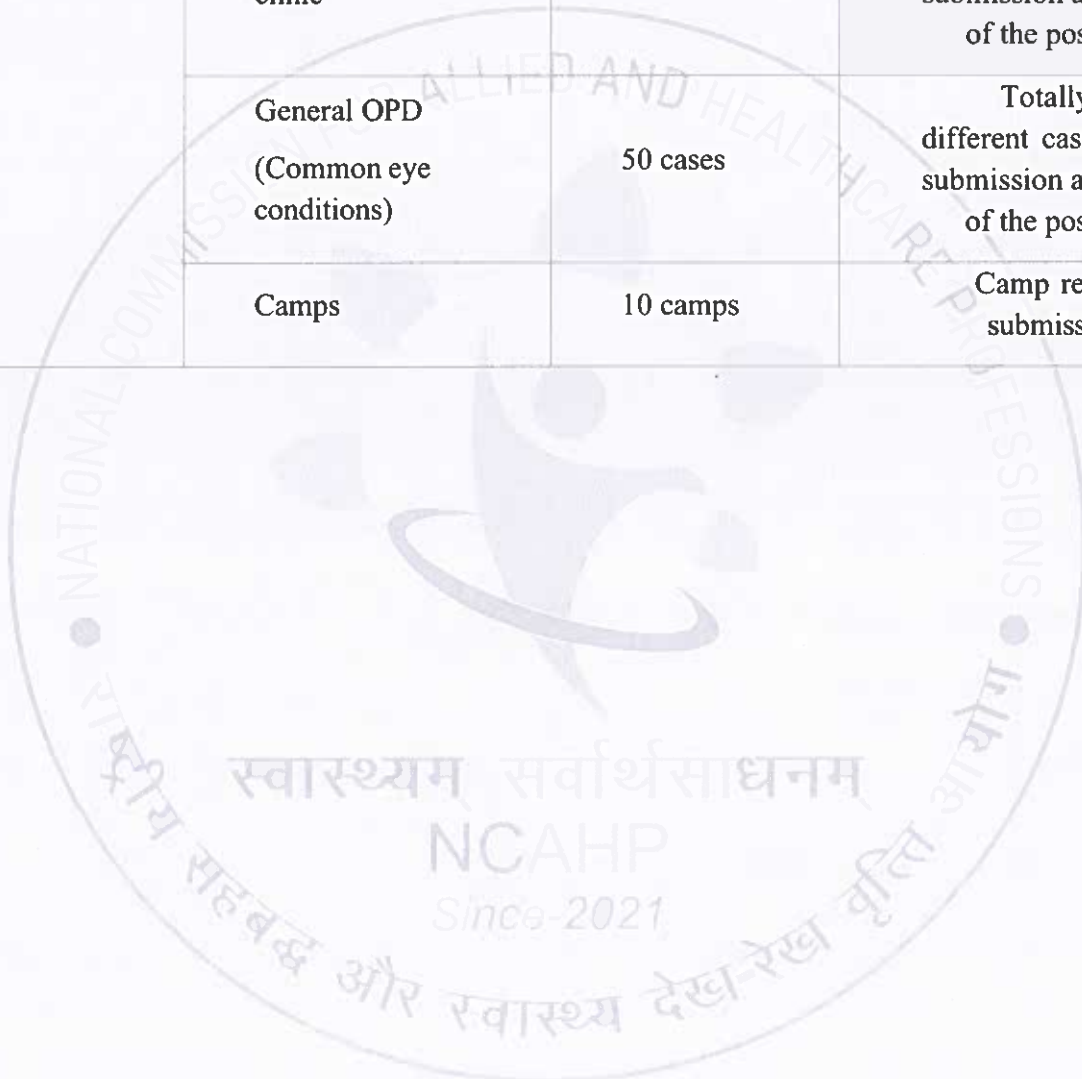 submission a
of the pos
General OPD
(Common eye
conditions)
50 cases
Totally
different cas
submission a
of the pos
Camps
10 camps
Camp re
submiss
NATIONAL COMMISSION FOR ALLIED AND HEALTHCARE PROFESSIONS
स्वास्थ्यम् सर्वार्थसाधनम्
NCAHP
Since-2021
राष्ट्रीय सहबद्ध और स्वास्थ्य देख-रेख वृत्ति आयोग